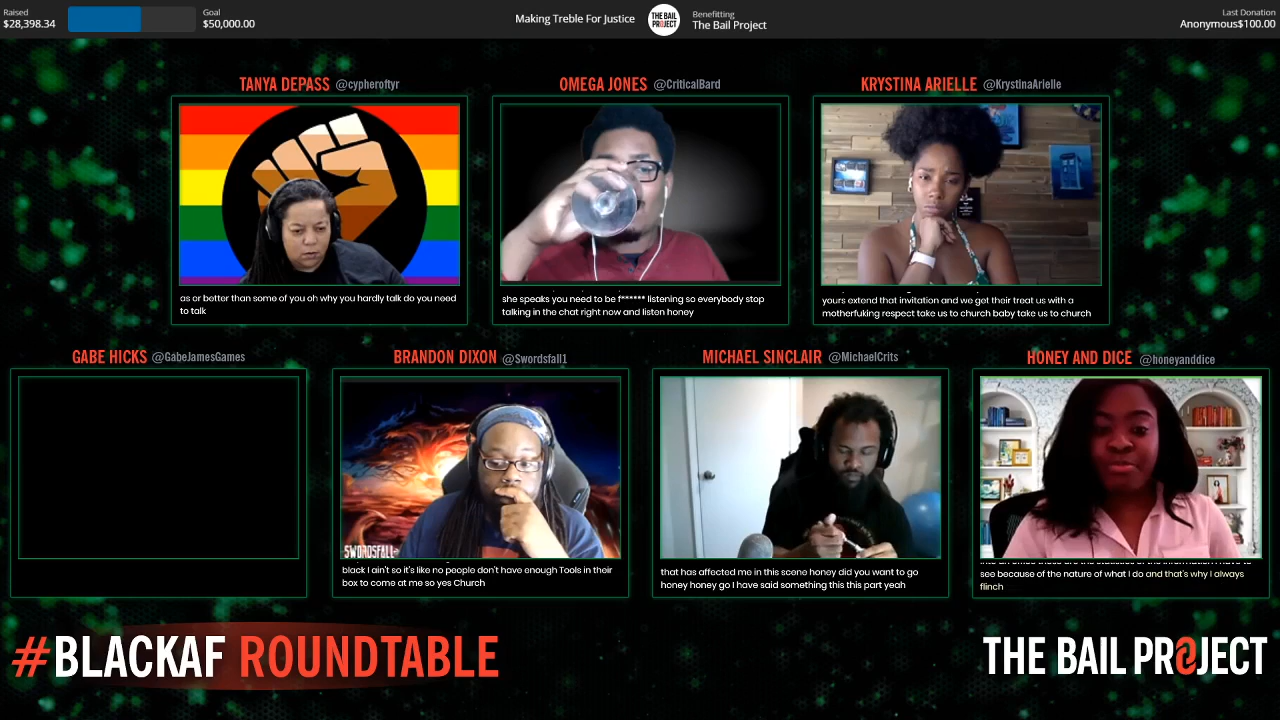 Raised
$28,398.34
Goal
$50,000.00
Making Treble For Justice
THE BAIL
PROJECT
Benefitting
The Bail Project
Last Donation
Anonymous$100.00
TANYA DEPASS @cypheroftyr
OMEGA JONES @CriticalBard
KRYSTINA ARIELLE @KrystinaArielle
as or better than some of you oh why you hardly talk do you need
to talk
she speaks you need to be f****** listening so everybody stop
talking in the chat right now and listen honey
yours extend that invitation and we get their treat us with a
motherfuking respect take us to church baby take us to church
GABE HICKS @GabeJamesGames
BRANDON DIXON @Swordsfall1
MICHAEL SINCLAIR @MichaelCrits
HONEY AND DICE @honeyanddice
SWORDSFALL
black I ain't so it's like no people don't have enough Tools in their
box to come at me so yes Church
that has affected me in this scene honey did you want to go
honey honey go I have said something this this part yeah
see because of the nature of what I do and that's why I always
flinch
#BLACKAF ROUNDTABLE
THE BAIL PROJECT